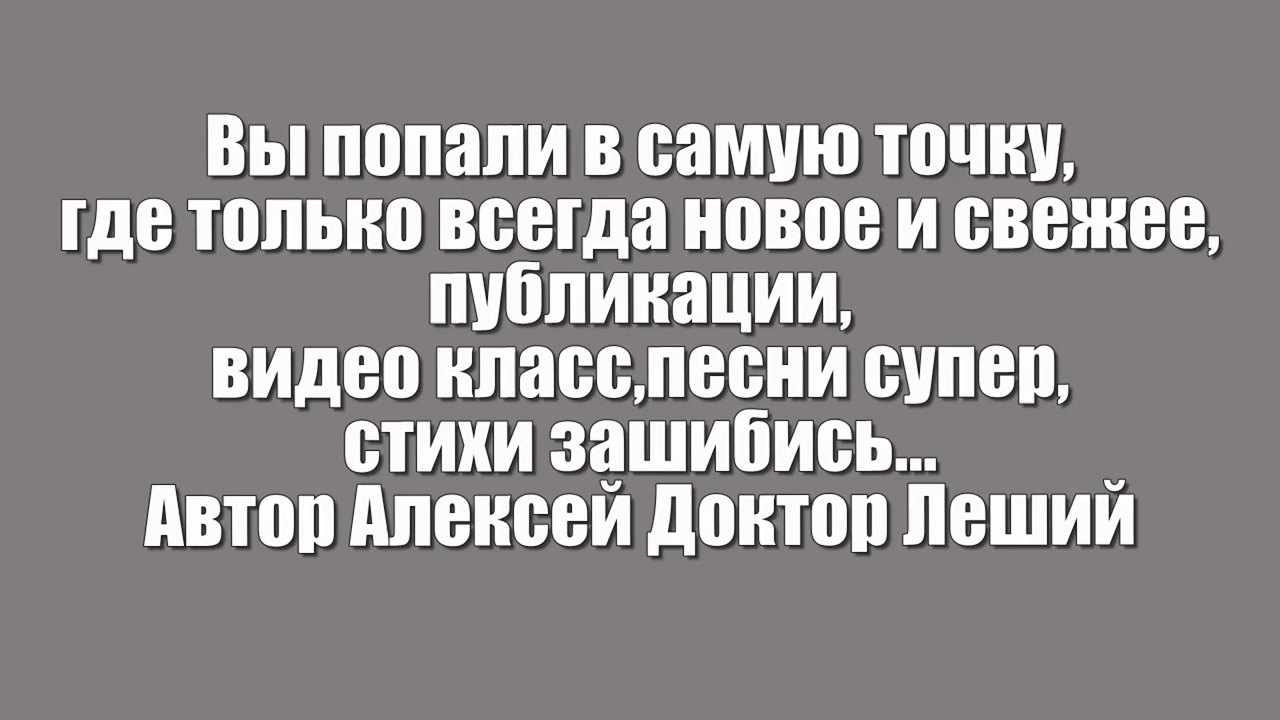 Вы попали в самую точку,
где только всегда новое и свежее,
публикации,
видео класс,песни супер,
стихи зашибись...
Автор Алексей Доктор Леший